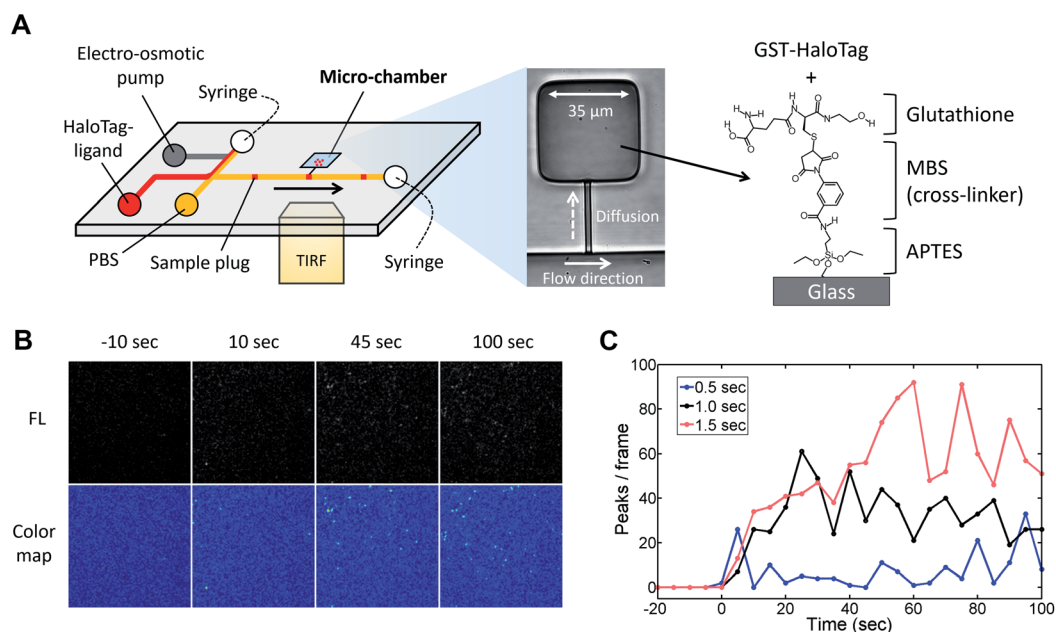 A
Electro-osmotic
pump
Syringe
HaloTag-
ligand
Micro-chamber
PBS
Sample plug
TIRF
Syringe
35 μm
Diffusion
Flow direction
GST-HaloTag
+
H
N
H
N
O
N
O
H
NH2
O
O
O
H
S
O
N
O
O
N
H
Si
O
O
O
Glutathione
MBS
(cross-linker)
APTES
Glass
B
-10 sec
10 sec
45 sec
100 sec
FL
Color
map
C
100
80
60
40
20
0
Peaks / frame
0.5 sec
1.0 sec
1.5 sec
-20
0
20
40
60
80
100
Time (sec)